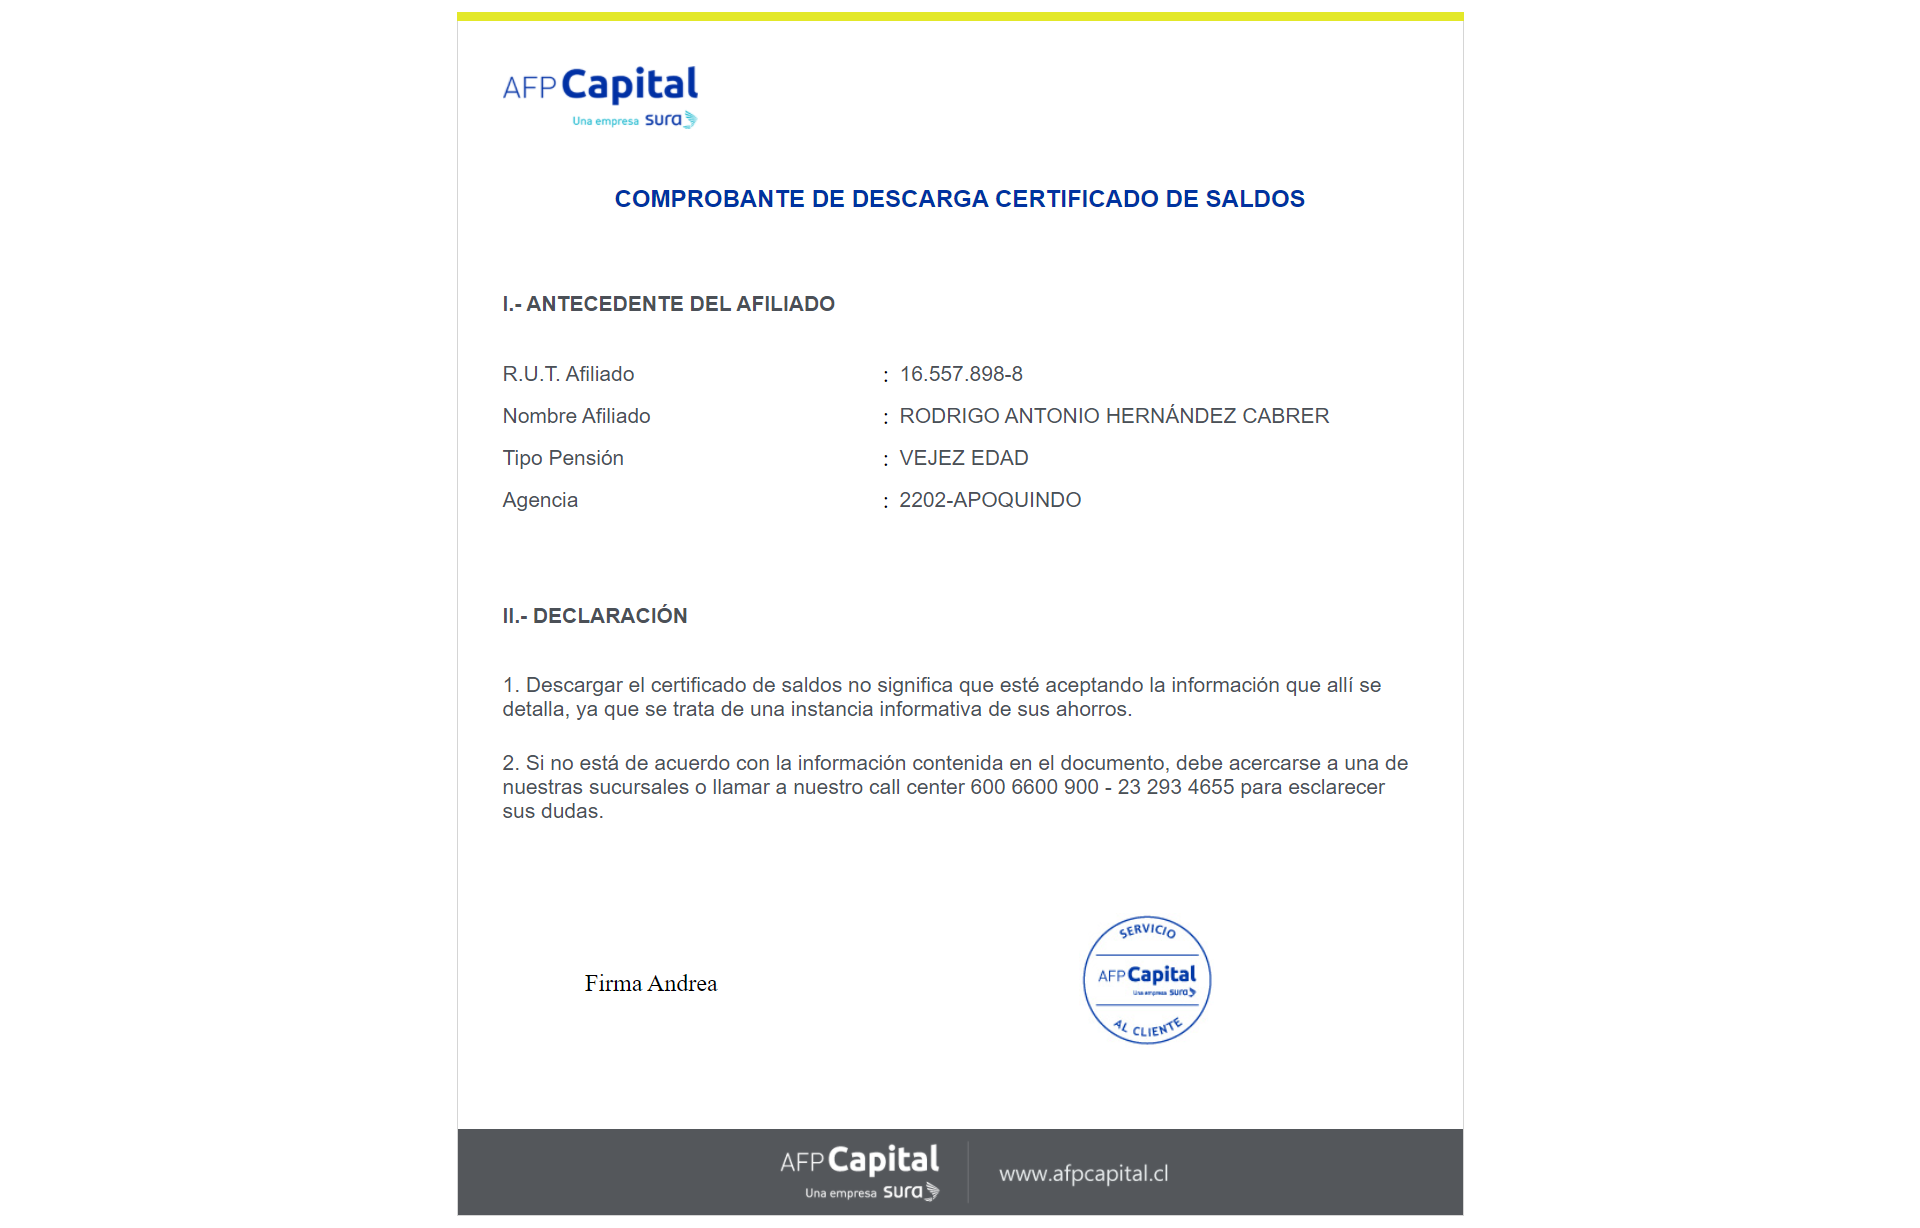 AFP Capital
Una empresa sura
COMPROBANTE DE DESCARGA CERTIFICADO DE SALDOS
I.- ANTECEDENTE DEL AFILIADO
R.U.T. Afiliado : 16.557.898-8
Nombre Afiliado : RODRIGO ANTONIO HERNÁNDEZ CABRER
Tipo Pensión : VEJEZ EDAD
Agencia : 2202-APOQUINDO
II.- DECLARACIÓN
1. Descargar el certificado de saldos no significa que esté aceptando la información que allí se
detalla, ya que se trata de una instancia informativa de sus ahorros.
2. Si no está de acuerdo con la información contenida en el documento, debe acercarse a una de
nuestras sucursales o llamar a nuestro call center 600 6600 900 - 23 293 4655 para esclarecer
sus dudas.
Firma Andrea
SERVICIO
AFP Capital
Una empresa sura
AL CLIENTE
AFP Capital
Una empresa sura
www.afpcapital.cl